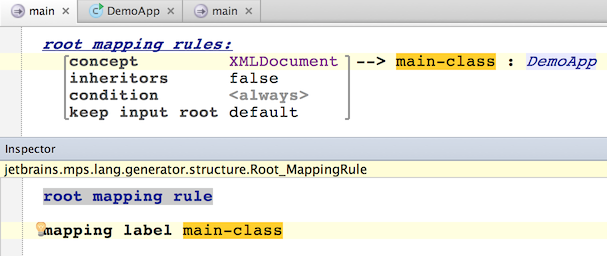 main DemoApp main
root mapping rules:
concept XMLDocument --> main-class : DemoApp
inheritors false
condition <always>
keep input root default
Inspector
jetbrains.mps.lang.generator.structure.Root_MappingRule
root mapping rule
mapping label main-class